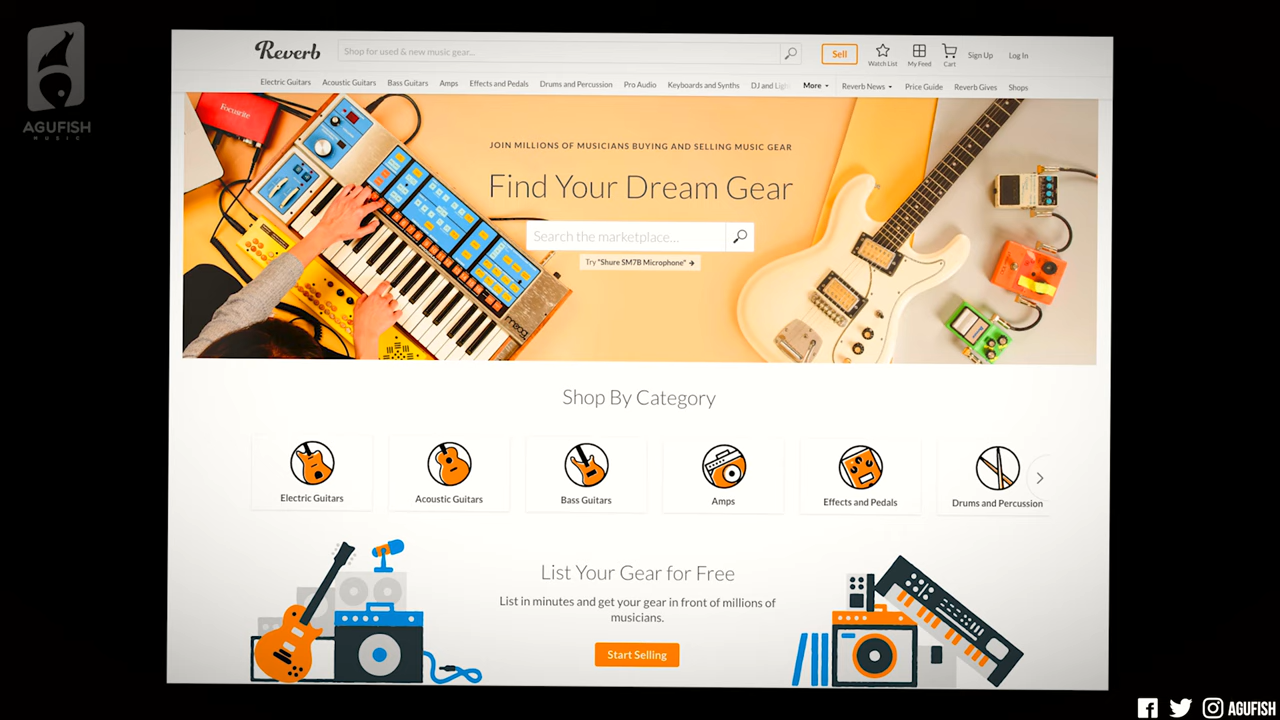 AGUFISH
MUSIC
Reverb
Shop for used & new music gear...
Sell
Watch List
My Feed
Cart
Sign Up
Log In
Electric Guitars
Acoustic Guitars
Bass Guitars
Amps
Effects and Pedals
Drums and Percussion
Pro Audio
Keyboards and Synths
DJ and
More
Reverb News
Price Guide
Reverb Gives
Shops
Focusrite
JOIN MILLIONS OF MUSICIANS BUYING AND SELLING MUSIC GEAR
Find Your Dream Gear
Search the marketplace...
Try "Shure SM7B Microphone" →
moog
Shop By Category
Electric Guitars
Acoustic Guitars
Bass Guitars
Amps
Effects and Pedals
Drums and Percussion
List Your Gear for Free
List in minutes and get your gear in front of millions of
musicians.
Start Selling
AGUFISH